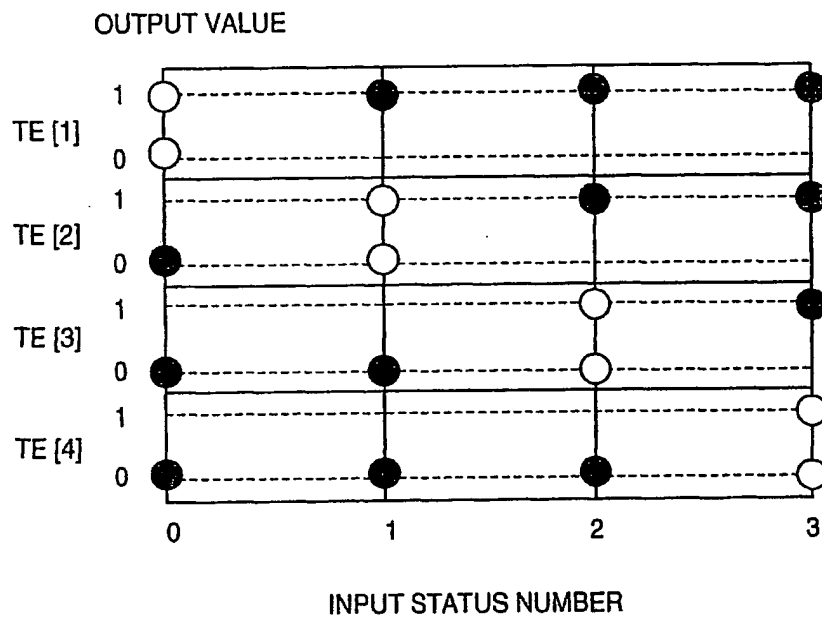 OUTPUT VALUE
1
TE [1]
0
1
TE [2]
0
1
TE [3]
0
1
TE [4]
0
0 1 2 3
INPUT STATUS NUMBER